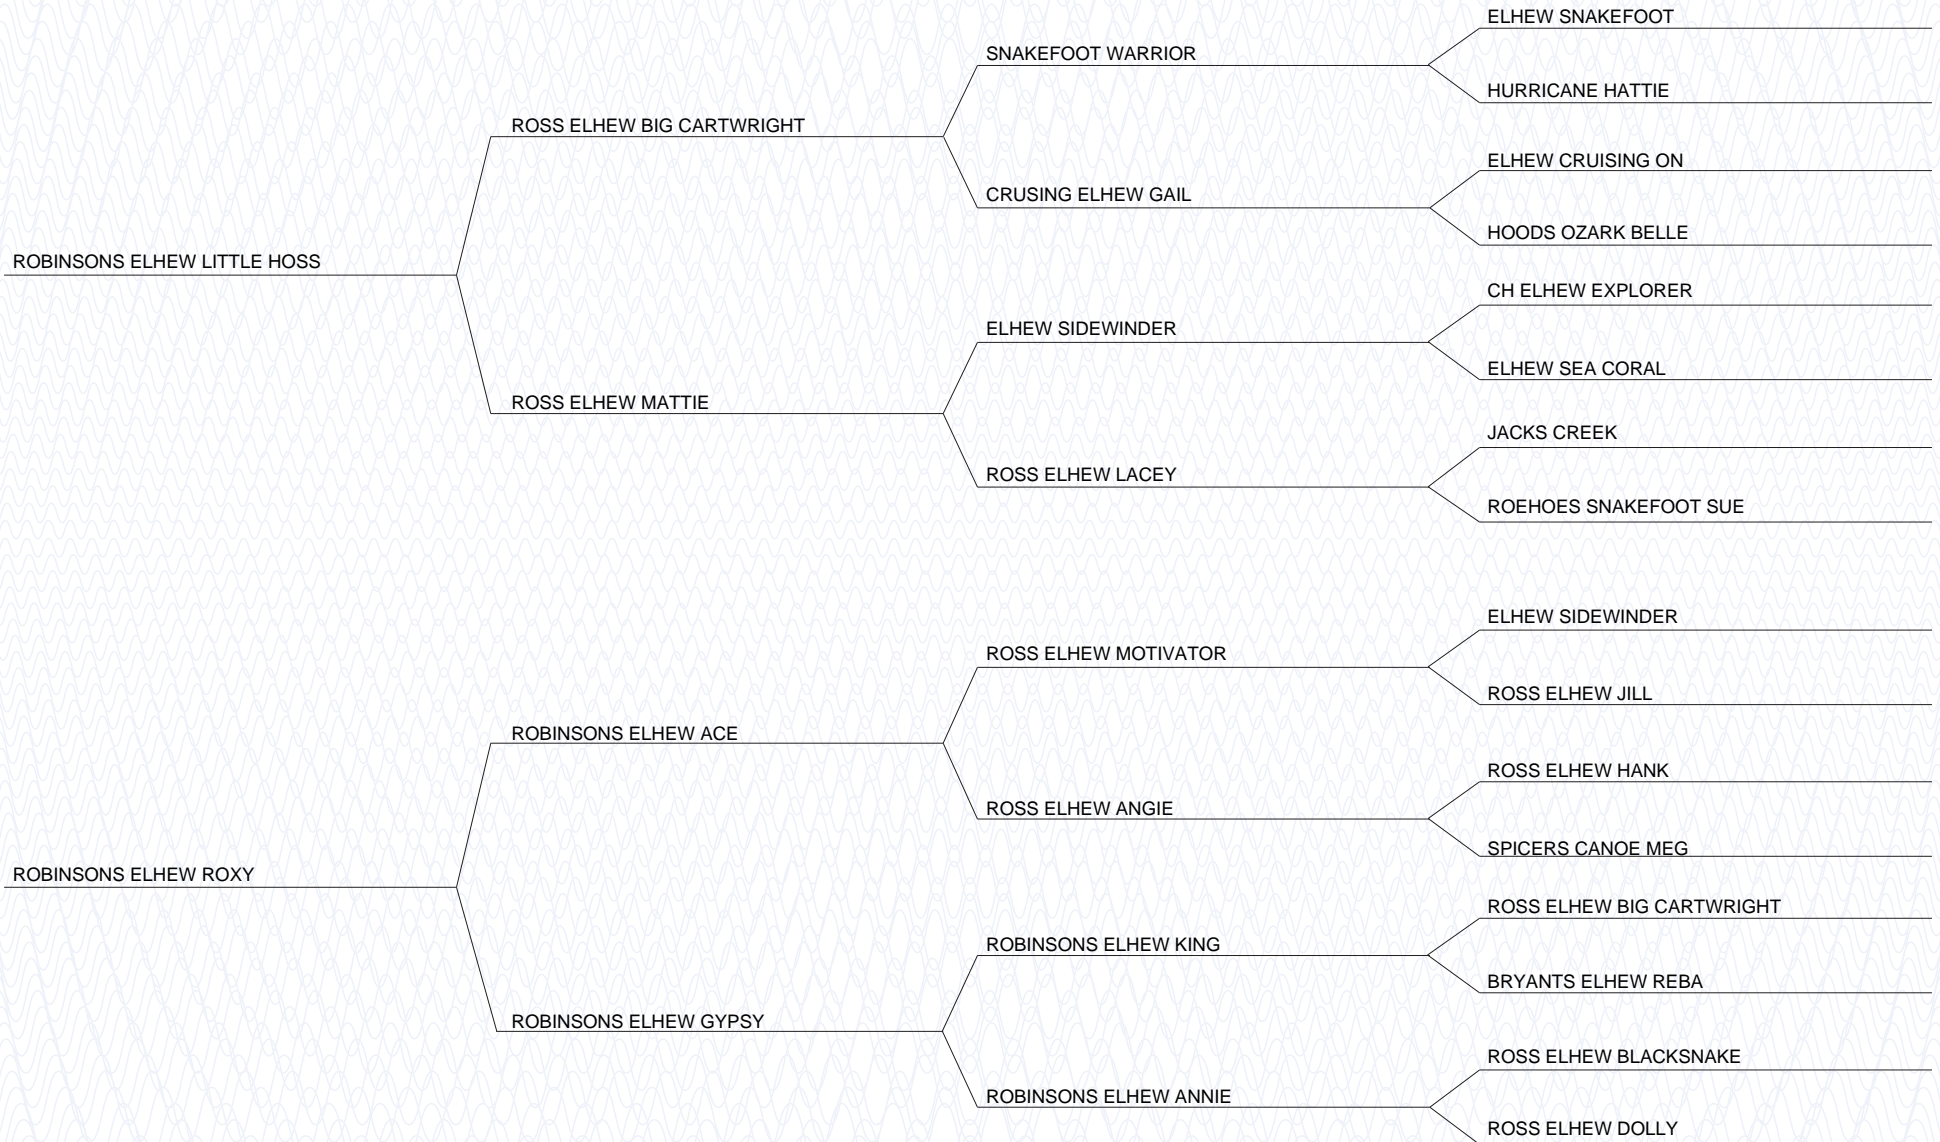 ELHEW SNAKEFOOT
SNAKEFOOT WARRIOR
HURRICANE HATTIE
ROSS ELHEW BIG CARTWRIGHT
ELHEW CRUISING ON
CRUSING ELHEW GAIL
HOODS OZARK BELLE
ROBINSONS ELHEW LITTLE HOSS
CH ELHEW EXPLORER
ELHEW SIDEWINDER
ELHEW SEA CORAL
ROSS ELHEW MATTIE
JACKS CREEK
ROSS ELHEW LACEY
ROEHOES SNAKEFOOT SUE
ELHEW SIDEWINDER
ROSS ELHEW MOTIVATOR
ROSS ELHEW JILL
ROBINSONS ELHEW ACE
ROSS ELHEW HANK
ROSS ELHEW ANGIE
SPICERS CANOE MEG
ROBINSONS ELHEW ROXY
ROSS ELHEW BIG CARTWRIGHT
ROBINSONS ELHEW KING
BRYANTS ELHEW REBA
ROBINSONS ELHEW GYPSY
ROSS ELHEW BLACKSNAKE
ROBINSONS ELHEW ANNIE
ROSS ELHEW DOLLY